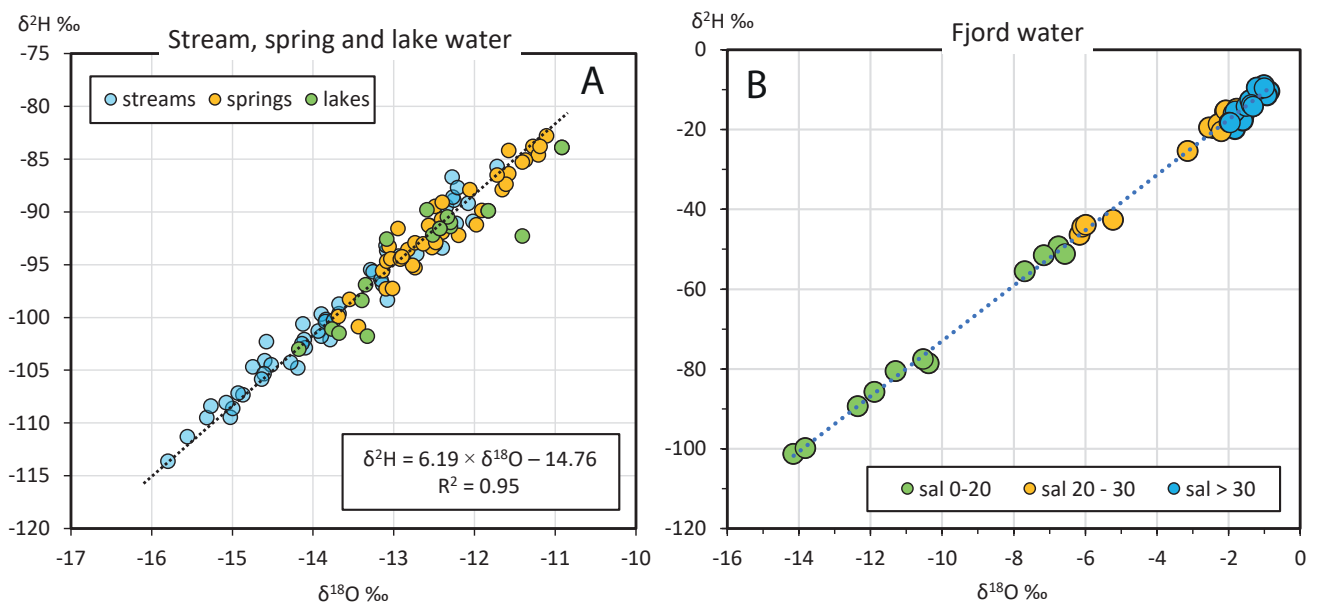 δ²H ‰
Stream, spring and lake water
A
streams springs lakes
-75
-80
-85
-90
-95
-100
-105
-110
-115
-120
δ²H = 6.19 × δ¹⁸O – 14.76
R² = 0.95
-17 -16 -15 -14 -13 -12 -11 -10
δ¹⁸O ‰
δ²H ‰
Fjord water
B
0
-20
-40
-60
-80
-100
-120
sal 0-20 sal 20 - 30 sal > 30
-16 -14 -12 -10 -8 -6 -4 -2 0
δ¹⁸O ‰